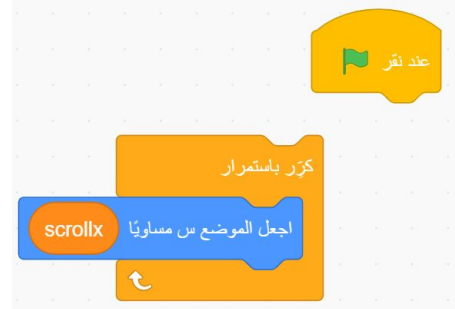 عند نقر
كرّر باستمرار
اجعل الموضع س مساويًا scrollx